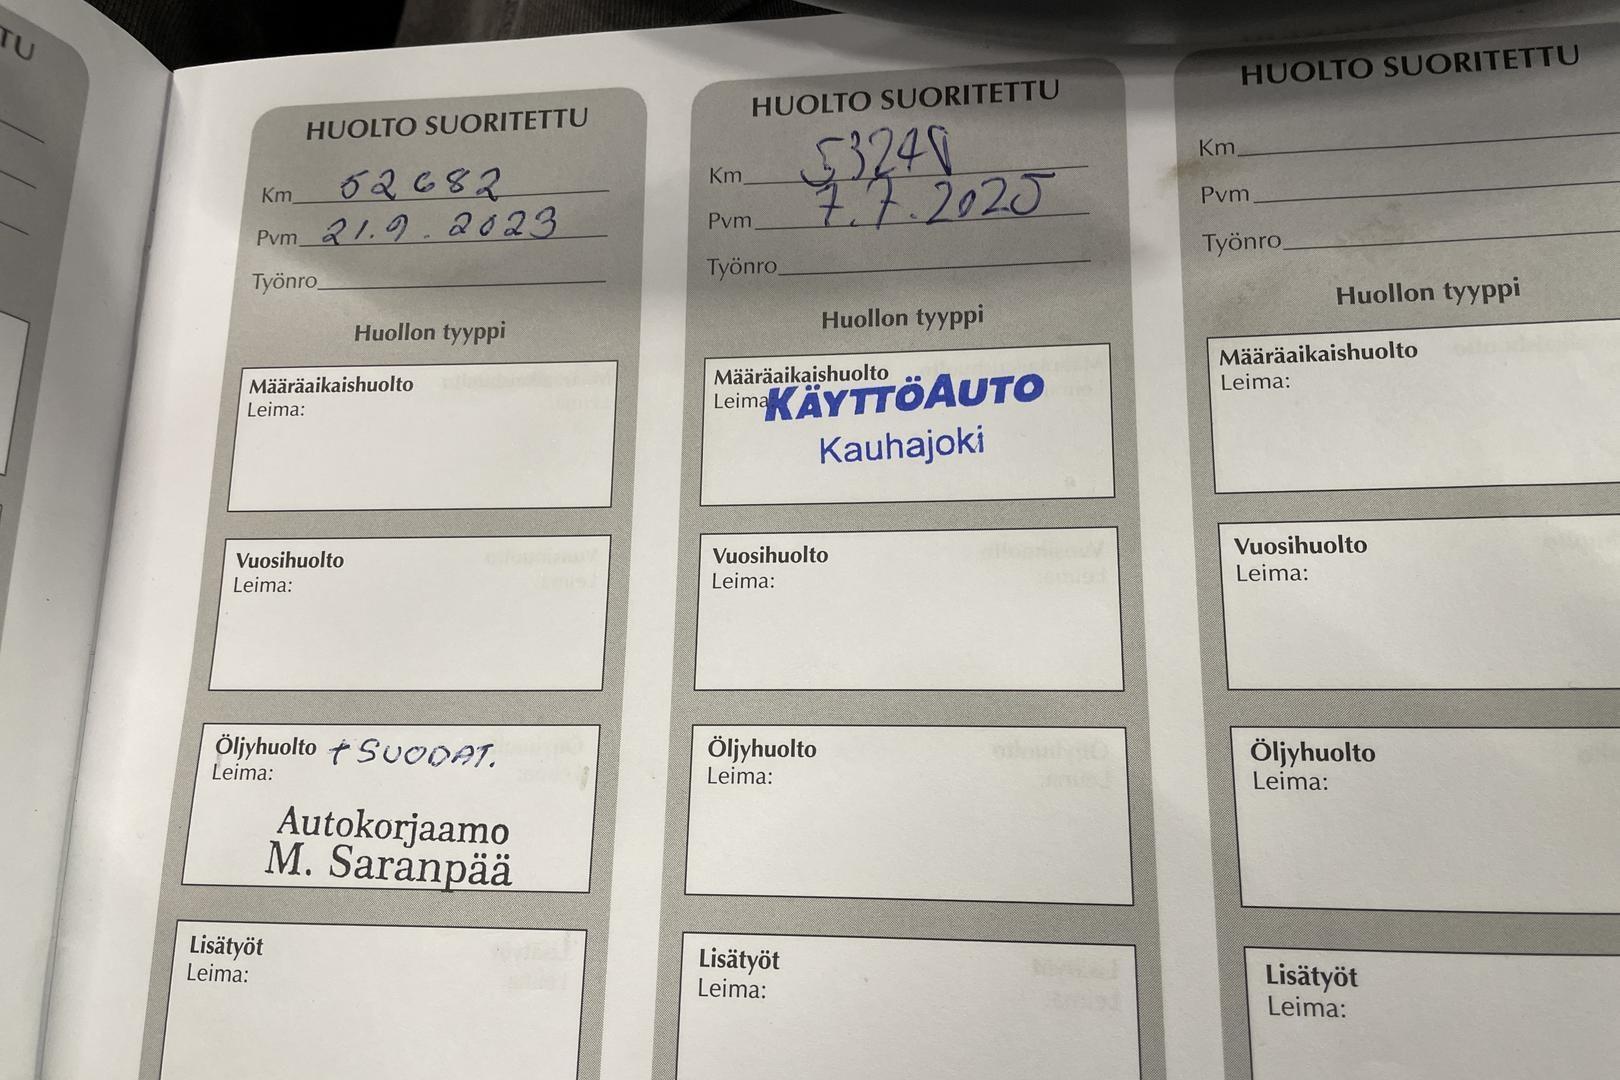 TU
HUOLTO SUORITETTU
Km 52682
Pvm 21.9.2023
Työnro
Huollon tyyppi
Määräaikaishuolto
Leima:
Vuosihuolto
Leima:
Öljyhuolto + SUODAT.
Leima:
Autokorjaamo
M. Saranpää
Lisätyöt
Leima:
HUOLTO SUORITETTU
Km
Pvm 7.7.2025
Työnro
Huollon tyyppi
Määräaikaishuolto
Leima:
KÄYTTÖAUTO
Kauhajoki
Vuosihuolto
Leima:
Öljyhuolto
Leima:
Lisätyöt
Leima:
HUOLTO SUORITETTU
Km
Pvm
Työnro
Huollon tyyppi
Määräaikaishuolto
Leima:
Vuosihuolto
Leima:
Öljyhuolto
Leima:
Lisätyöt
Leima: